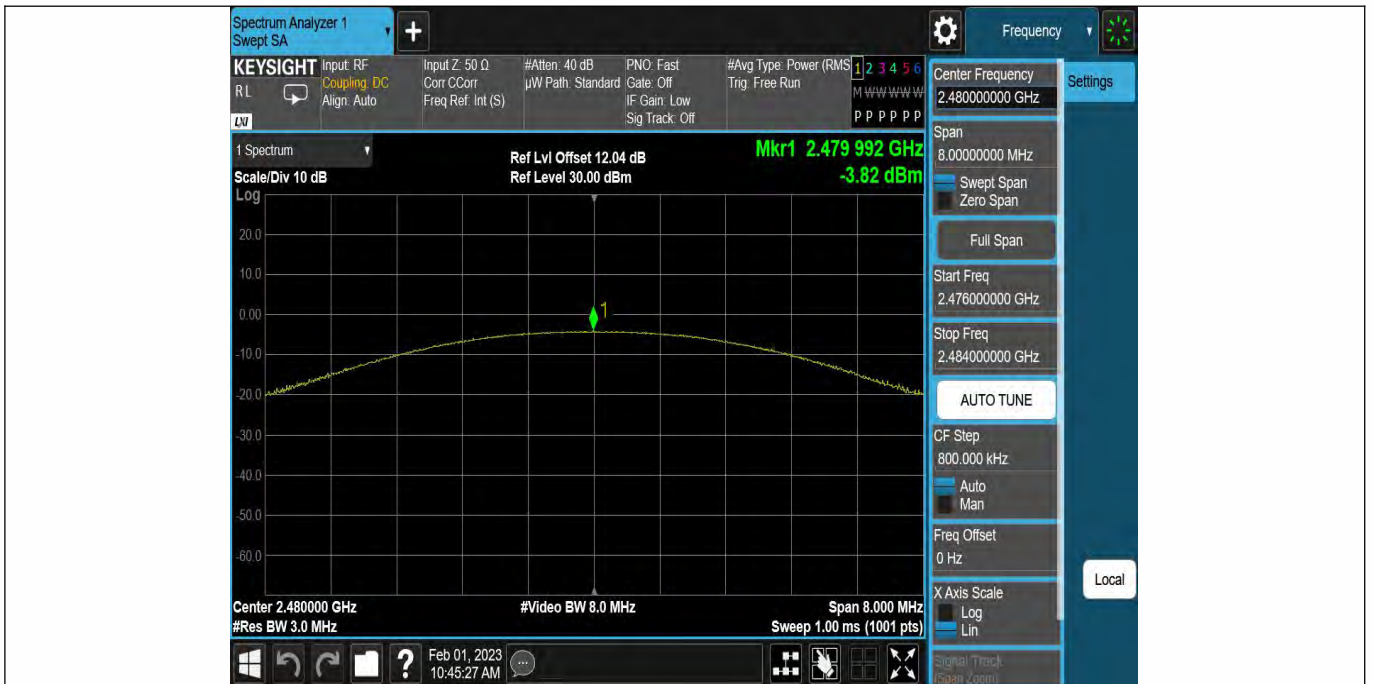 Spectrum Analyzer 1
Swept SA
+
Frequency
KEYSIGHT
RL
LXI
Input: RF
Coupling: DC
Align: Auto
Input Z: 50 Ω
Corr CCorr
Freq Ref: Int (S)
#Atten: 40 dB
µW Path: Standard
PNO: Fast
Gate: Off
IF Gain: Low
Sig Track: Off
#Avg Type: Power (RMS
Trig: Free Run
1 2 3 4 5 6
M W W W W W
P P P P P P
1 Spectrum
Scale/Div 10 dB
Log
Ref Lvl Offset 12.04 dB
Ref Level 30.00 dBm
Mkr1 2.479 992 GHz
-3.82 dBm
20.0
10.0
0.00
-10.0
-20.0
-30.0
-40.0
-50.0
-60.0
1
Center 2.480000 GHz
#Res BW 3.0 MHz
#Video BW 8.0 MHz
Span 8.000 MHz
Sweep 1.00 ms (1001 pts)
Center Frequency
2.480000000 GHz
Settings
Span
8.00000000 MHz
Swept Span
Zero Span
Full Span
Start Freq
2.476000000 GHz
Stop Freq
2.484000000 GHz
AUTO TUNE
CF Step
800.000 kHz
Auto
Man
Freq Offset
0 Hz
X Axis Scale
Log
Lin
Local
Signal Track
(Span Zoom)
?
Feb 01, 2023
10:45:27 AM